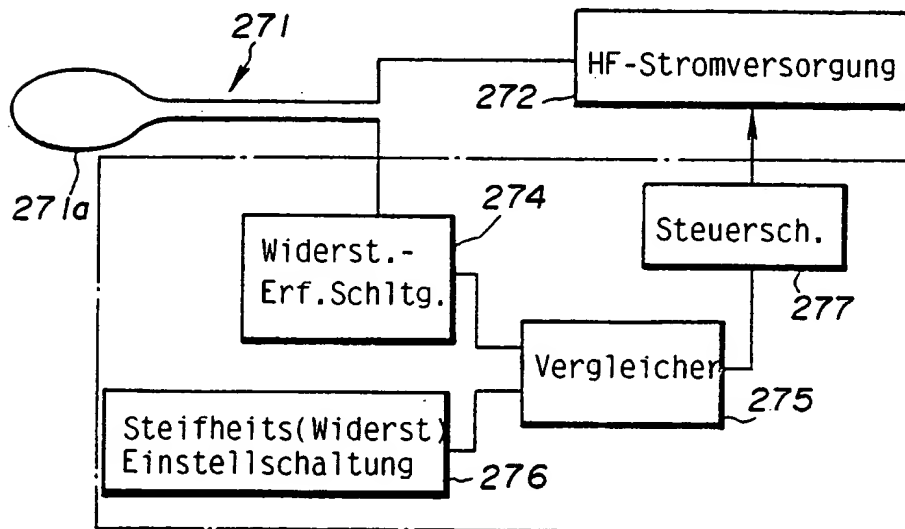 271
HF-Stromversorgung
272
271a
274
Widerst.-
Erf.Schltg.
Steuersch.
277
Vergleicher
275
Steifheits(Widerst)
Einstellschaltung
276